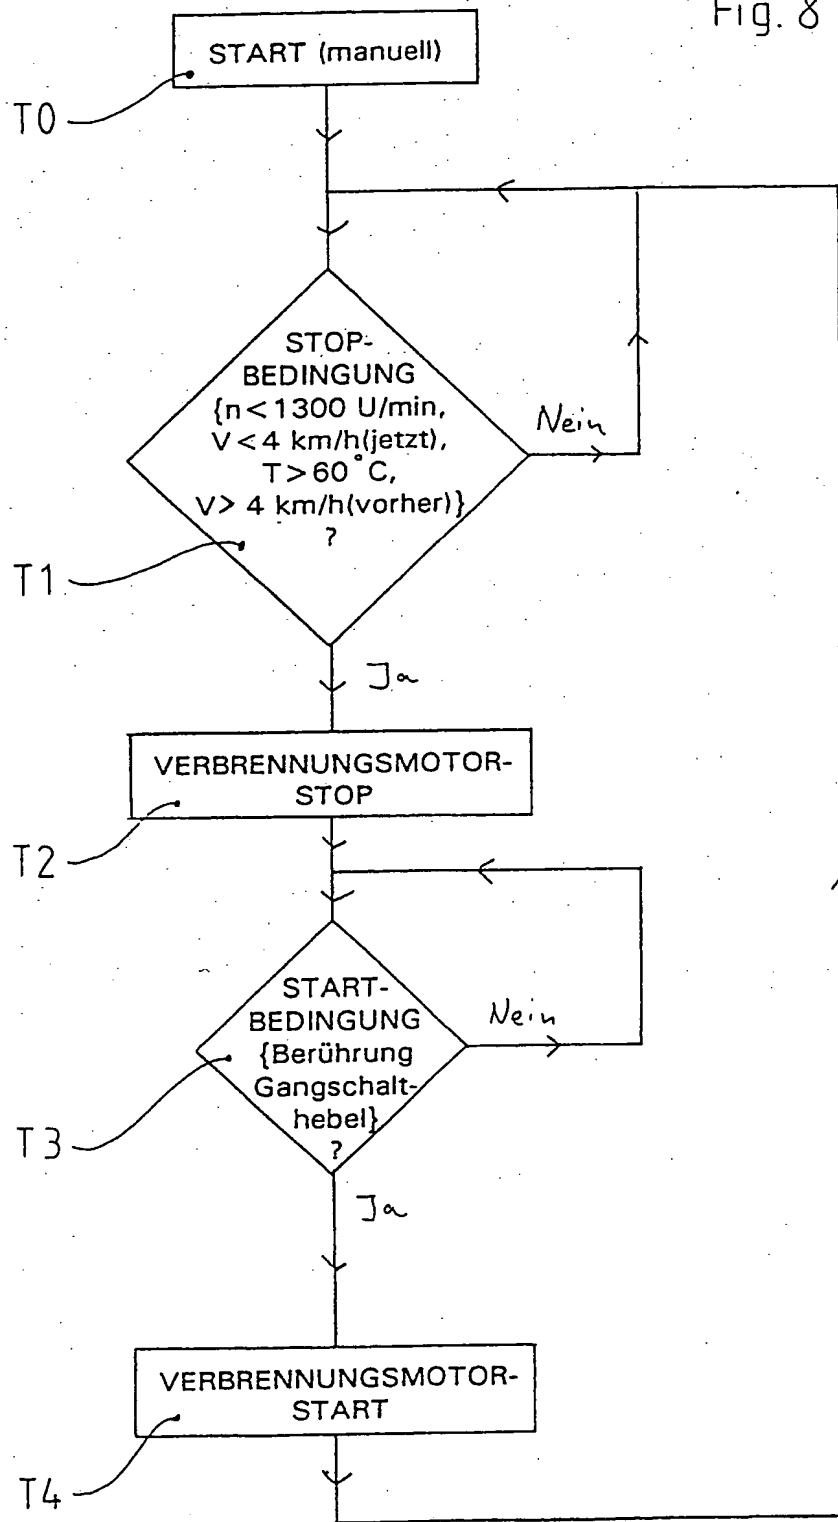 Fig. 8
START (manuell)
T0
STOP-
BEDINGUNG
{n<1300 U/min,
V<4 km/h(jetzt),
T>60°C,
V> 4 km/h(vorher)}
?
Nein
T1
Ja
VERBRENNUNGSMOTOR-
STOP
T2
START-
BEDINGUNG
{Berührung
Gangschalt-
hebel}
?
Nein
T3
Ja
VERBRENNUNGSMOTOR-
START
T4